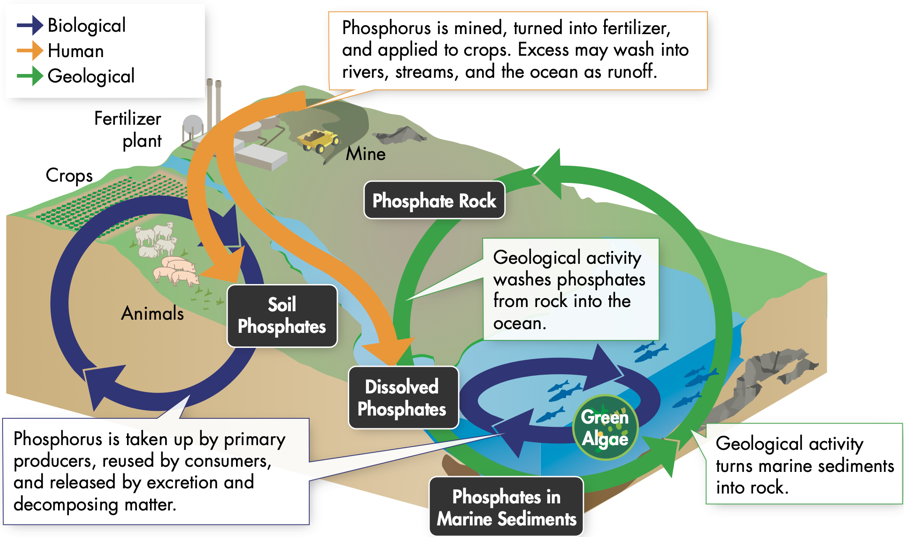 Biological
Human
Geological
Phosphorus is mined, turned into fertilizer,
and applied to crops. Excess may wash into
rivers, streams, and the ocean as runoff.
Fertilizer
plant
Mine
Crops
Phosphate Rock
Geological activity
washes phosphates
from rock into the
ocean.
Animals
Soil
Phosphates
Dissolved
Phosphates
Green
Algae
Phosphorus is taken up by primary
producers, reused by consumers,
and released by excretion and
decomposing matter.
Geological activity
turns marine sediments
into rock.
Phosphates in
Marine Sediments